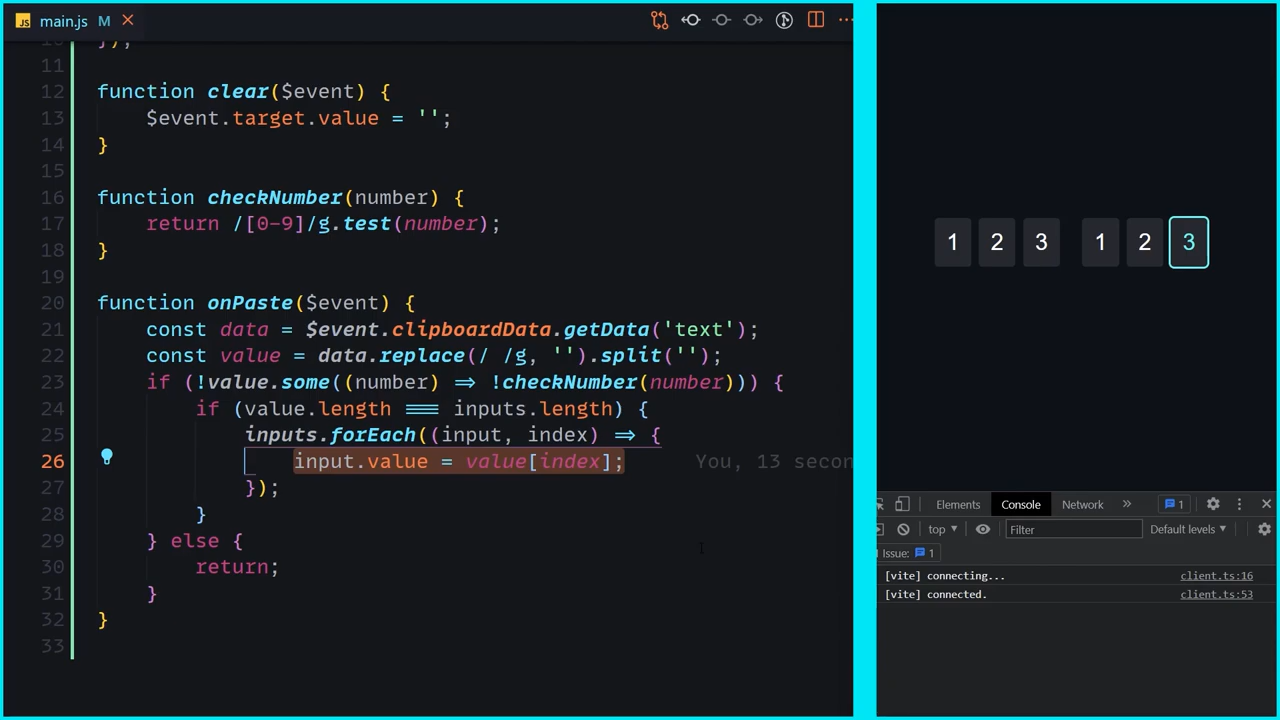 JS main.js M
10 });
11
12 function clear($event) {
13 $event.target.value = '';
14 }
15
16 function checkNumber(number) {
17 return /[0-9]/g.test(number);
18 }
19
20 function onPaste($event) {
21 const data = $event.clipboardData.getData('text');
22 const value = data.replace(/ /g, '').split('');
23 if (!value.some((number) => !checkNumber(number))) {
24 if (value.length === inputs.length) {
25 inputs.forEach((input, index) => {
26 input.value = value[index]; You, 13 secon
27 });
28 }
29 } else {
30 return;
31 }
32 }
33
1 2 3 1 2 3
Elements Console Network » 1
top Filter Default levels
Issue: 1
[vite] connecting... client.ts:16
[vite] connected. client.ts:53